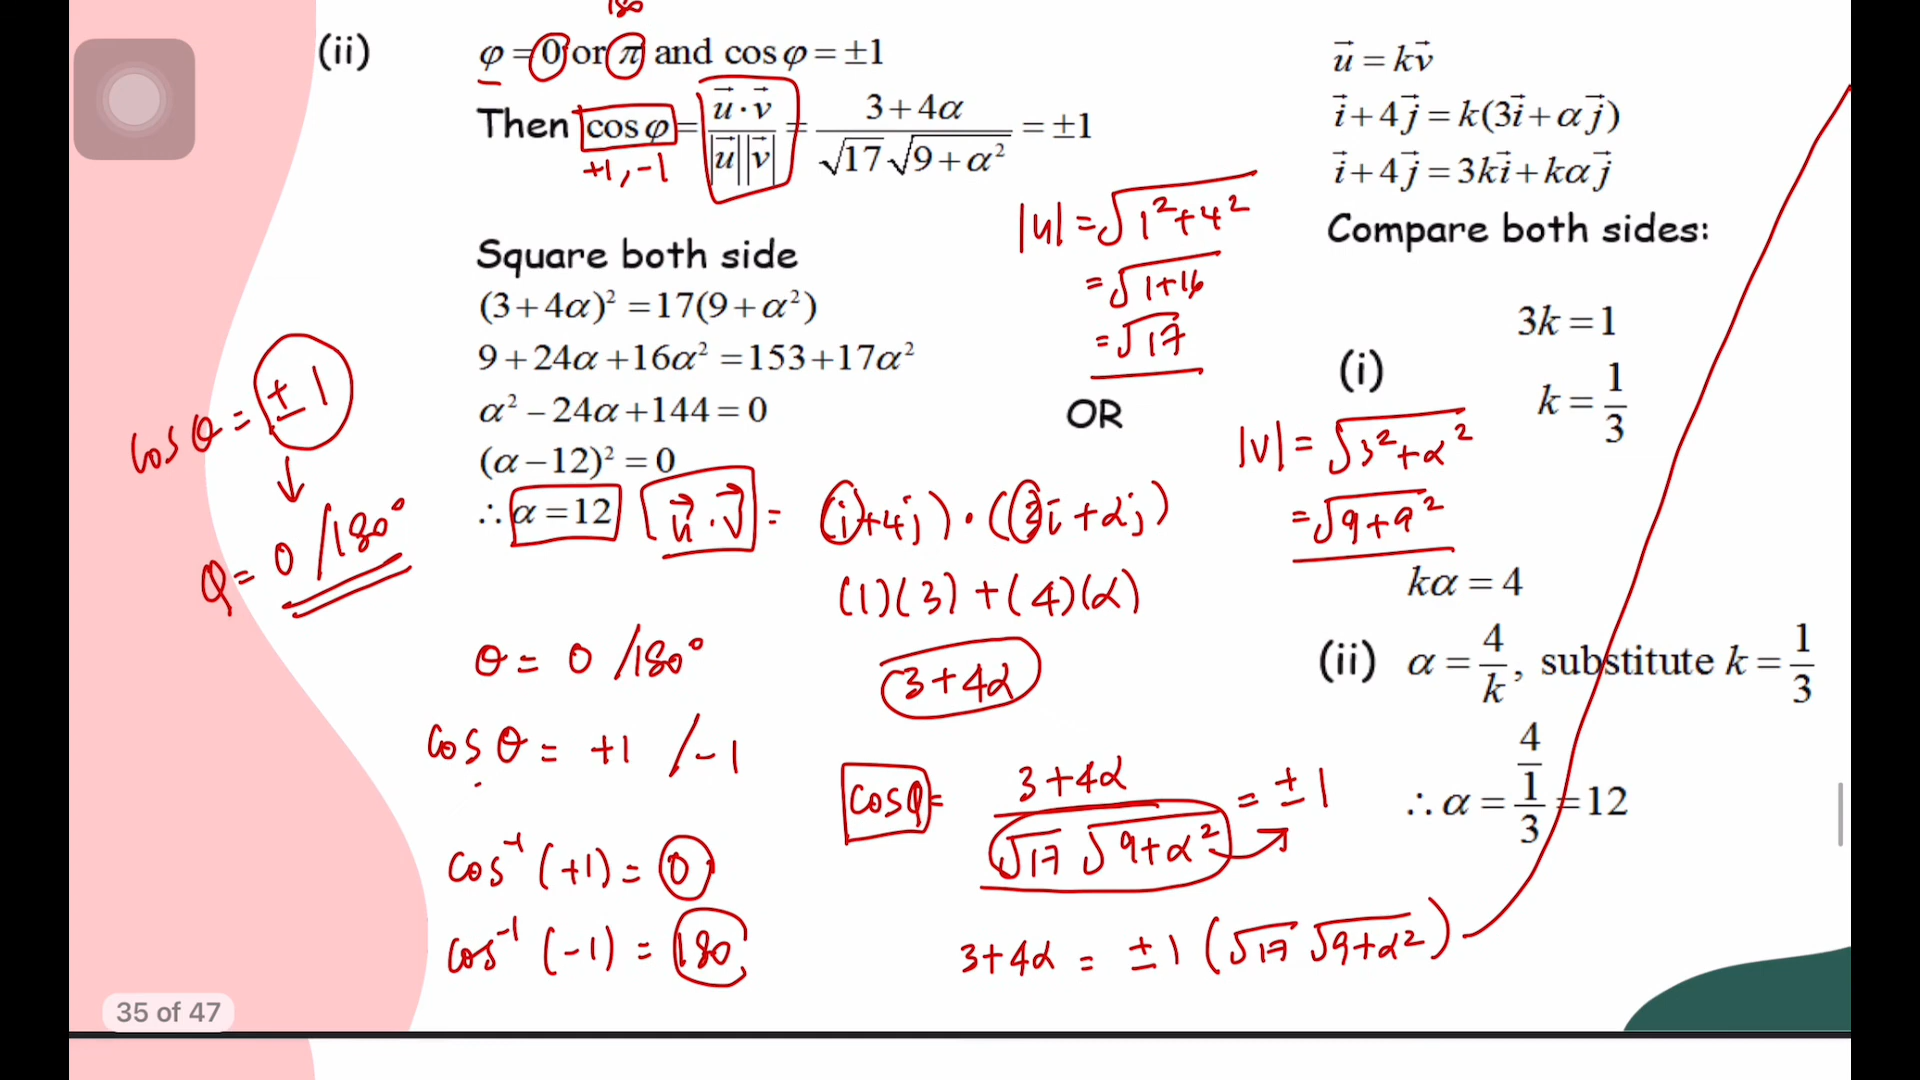 180
(ii) φ = 0 or π and cos φ = ±1
Then cos φ = (u⃗ · v⃗)/(|u⃗||v⃗|) = (3 + 4α)/(√17 √(9 + α²)) = ±1
+1, -1
Square both side
(3 + 4α)² = 17(9 + α²)
9 + 24α + 16α² = 153 + 17α²
α² − 24α + 144 = 0
(α − 12)² = 0
∴ α = 12
cos θ = ±1
↓
θ = 0 /180°
|u| = √(1² + 4²)
= √(1+16)
= √17
OR
u⃗ · v⃗ = (i+4j) · (3i + αj)
(1)(3) + (4)(α)
3+4α
θ = 0 /180°
cos θ = +1 / -1
cos⁻¹ (+1) = 0
cos⁻¹ (-1) = 180
cos θ = (3+4α)/(√17 √(9+α²)) = ±1
3+4α = ±1 (√17 √(9+α²))
u⃗ = kv⃗
i⃗ + 4j⃗ = k(3i⃗ + αj⃗)
i⃗ + 4j⃗ = 3ki⃗ + kαj⃗
Compare both sides:
3k = 1
(i)
k = 1/3
|v| = √(3² + α²)
= √(9+α²)
kα = 4
(ii) α = 4/k, substitute k = 1/3
∴ α = 4/(1/3) = 12
35 of 47